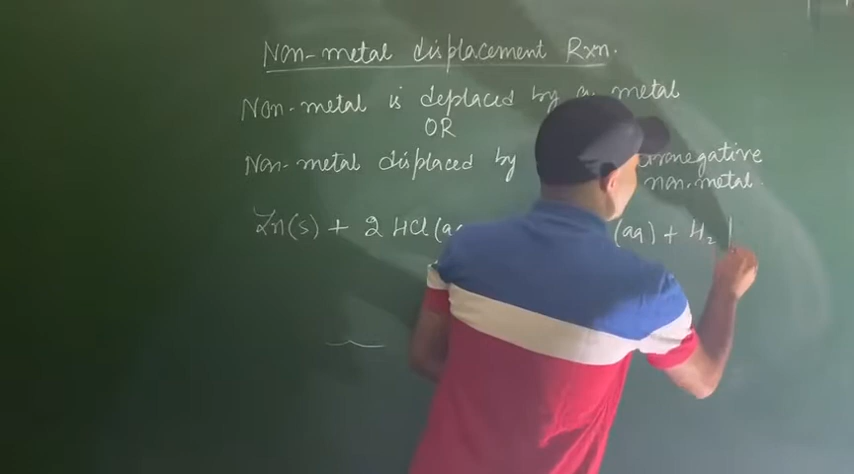 Non-metal displacement Rxn.
Non-metal is deplaced by a metal
OR
Non-metal displaced by
non-metal.
Zn(s) + 2 HCl (aq) + H₂